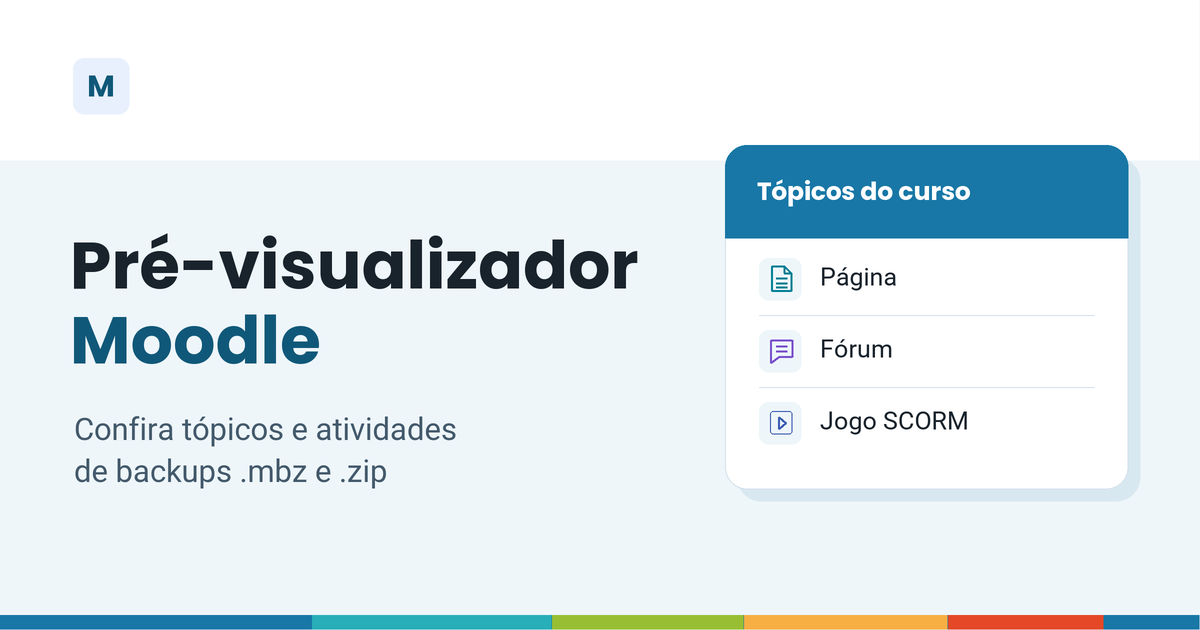 M
Pré-visualizador
Moodle
Confira tópicos e atividades
de backups .mbz e .zip
Tópicos do curso
Página
Fórum
Jogo SCORM